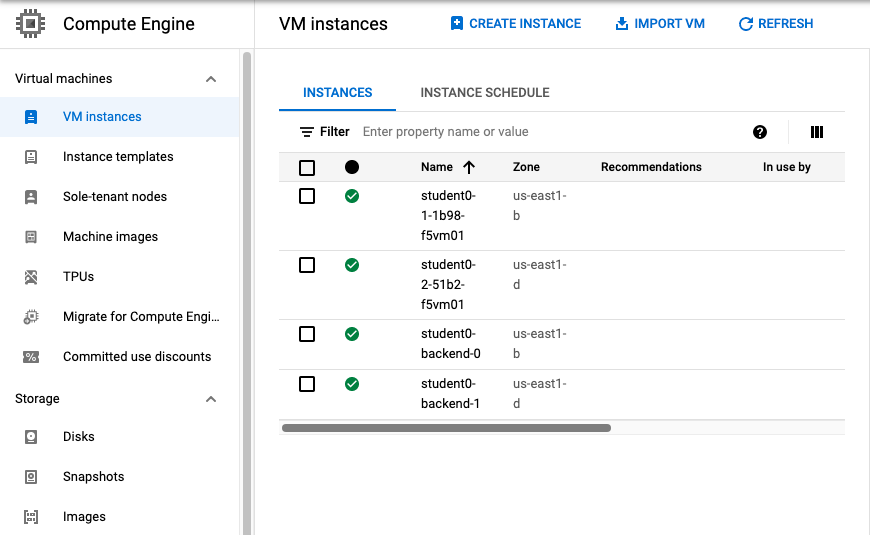 Compute Engine
VM instances
CREATE INSTANCE
IMPORT VM
REFRESH
Virtual machines
VM instances
Instance templates
Sole-tenant nodes
Machine images
TPUs
Migrate for Compute Engi...
Committed use discounts
Storage
Disks
Snapshots
Images
INSTANCES
INSTANCE SCHEDULE
Filter Enter property name or value
Name Zone Recommendations In use by
student0- us-east1-
1-1b98- b
f5vm01
student0- us-east1-
2-51b2- d
f5vm01
student0- us-east1-
backend-0 b
student0- us-east1-
backend-1 d